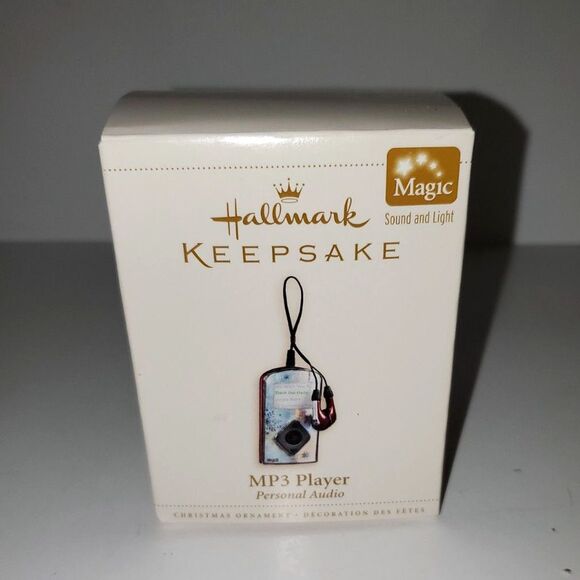 Magic
Sound and Light
Hallmark
KEEPSAKE
MP3 Player
Personal Audio
CHRISTMAS ORNAMENT • DÉCORATION DES FÊTES